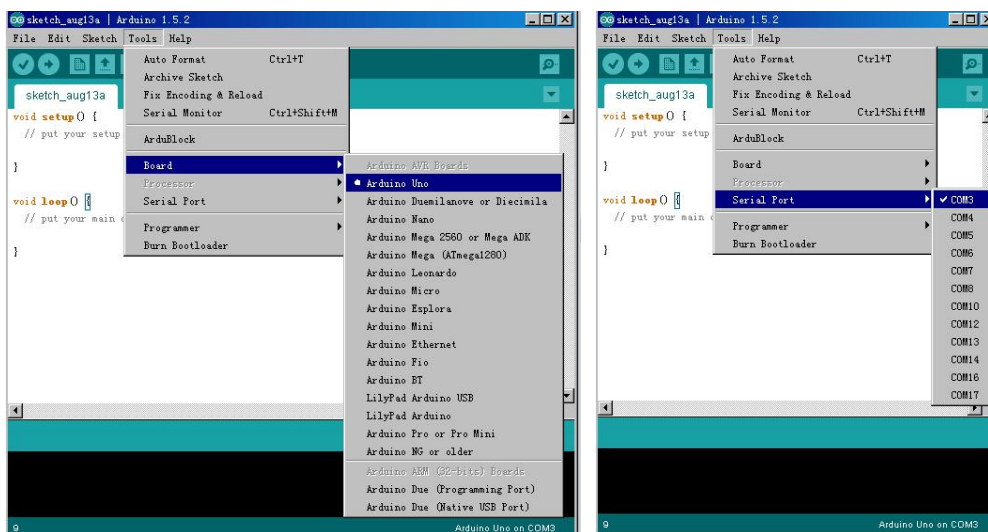 sketch_aug13a | Arduino 1.5.2
File Edit Sketch Tools Help
Auto Format Ctrl+T
Archive Sketch
Fix Encoding & Reload
Serial Monitor Ctrl+Shift+M
ArduBlock
Board
Processor
Serial Port
Programmer
Burn Bootloader
sketch_aug13a
void setup() {
// put your setup
}
void loop() {
// put your main
}
Arduino AVR Boards
Arduino Uno
Arduino Duemilanove or Diecimila
Arduino Nano
Arduino Mega 2560 or Mega ADK
Arduino Mega (ATmega1280)
Arduino Leonardo
Arduino Micro
Arduino Esplora
Arduino Mini
Arduino Ethernet
Arduino Fio
Arduino BT
LilyPad Arduino USB
LilyPad Arduino
Arduino Pro or Pro Mini
Arduino NG or older
Arduino ARM (32-bits) Boards
Arduino Due (Programming Port)
Arduino Due (Native USB Port)
9 Arduino Uno on COM3
sketch_aug13a | Arduino 1.5.2
File Edit Sketch Tools Help
Auto Format Ctrl+T
Archive Sketch
Fix Encoding & Reload
Serial Monitor Ctrl+Shift+M
ArduBlock
Board
Processor
Serial Port
Programmer
Burn Bootloader
sketch_aug13a
void setup() {
// put your setup
}
void loop() {
// put your main
}
COM3
COM4
COM5
COM6
COM7
COM8
COM10
COM12
COM13
COM14
COM16
COM17
9 Arduino Uno on COM3